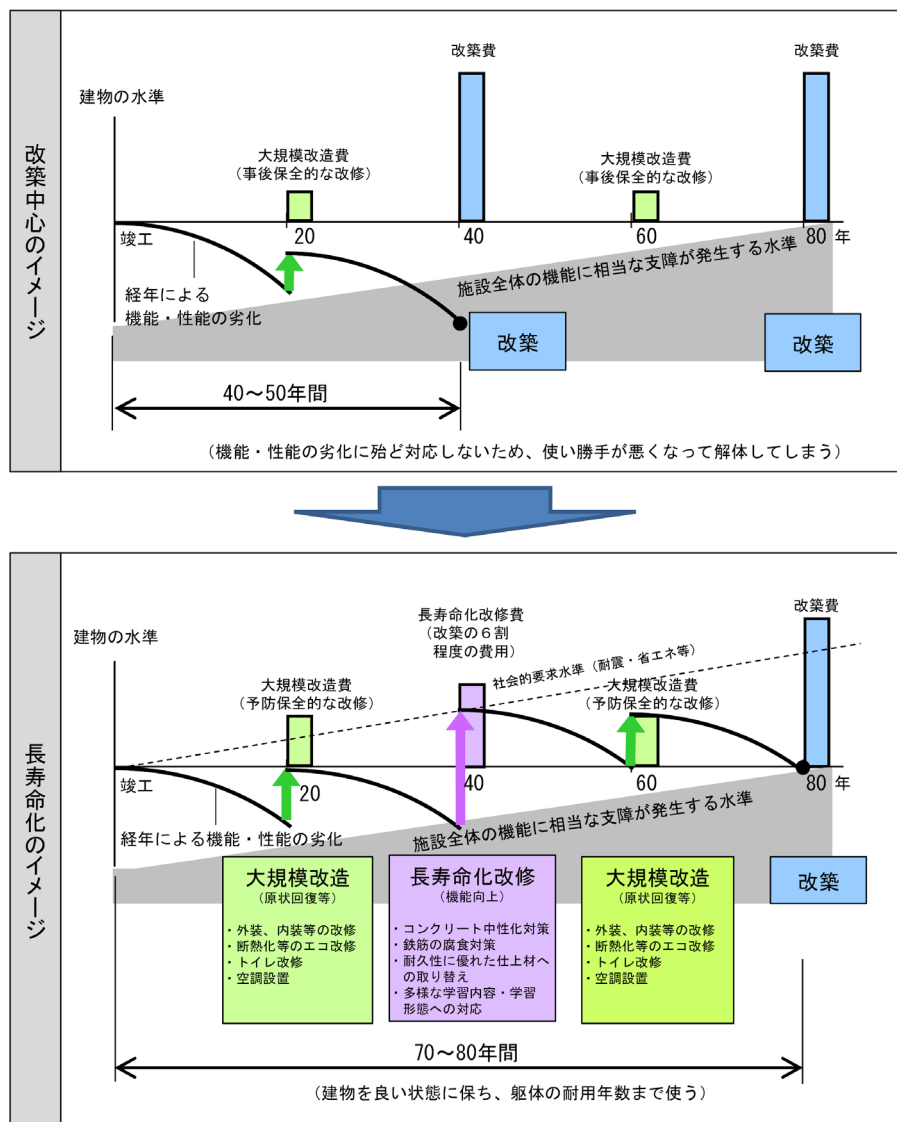 改築中心のイメージ
建物の水準
改築費
改築費
大規模改造費
(事後保全的な改修)
大規模改造費
(事後保全的な改修)
竣工
20
40
60
80 年
経年による
機能・性能の劣化
施設全体の機能に相当な支障が発生する水準
改築
改築
40~50年間
(機能・性能の劣化に殆ど対応しないため、使い勝手が悪くなって解体してしまう)
長寿命化のイメージ
建物の水準
長寿命化改修費
(改築の6割
程度の費用)
改築費
社会的要求水準(耐震・省エネ等)
大規模改造費
(予防保全的な改修)
大規模改造費
(予防保全的な改修)
竣工
20
40
60
80 年
経年による機能・性能の劣化
施設全体の機能に相当な支障が発生する水準
大規模改造
(原状回復等)
・外装、内装等の改修
・断熱化等のエコ改修
・トイレ改修
・空調設置
長寿命化改修
(機能向上)
・コンクリート中性化対策
・鉄筋の腐食対策
・耐久性に優れた仕上材へ
の取り替え
・多様な学習内容・学習
形態への対応
大規模改造
(原状回復等)
・外装、内装等の改修
・断熱化等のエコ改修
・トイレ改修
・空調設置
改築
70~80年間
(建物を良い状態に保ち、躯体の耐用年数まで使う)